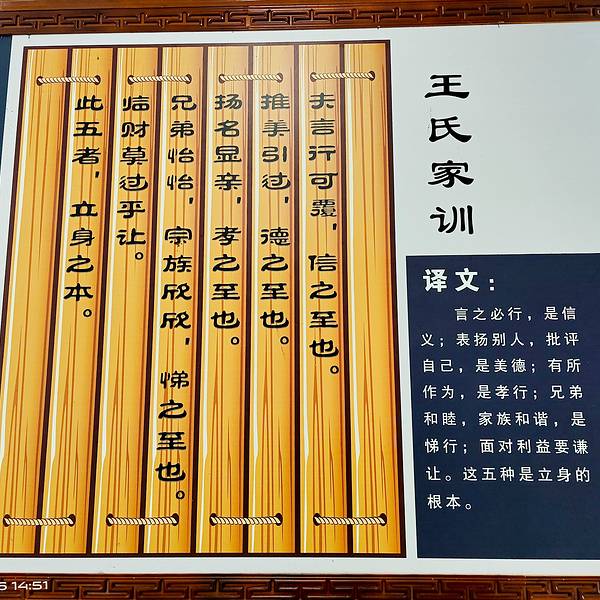 王氏家训
夫言行可覆，信之至也。
推美引过，德之至也。
扬名显亲，孝之至也。
兄弟怡怡，宗族欣欣，悌之至也。
临财莫过乎让。
此五者，立身之本。
译文：
言之必行，是信
义；表扬别人，批评
自己，是美德；有所
作为，是孝行；兄弟
和睦，家族和谐，是
悌行；面对利益要谦
让。这五种是立身的
根本。
14:51